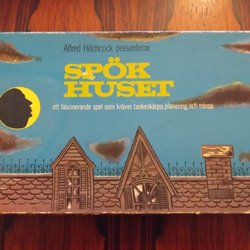 Alfred Hitchcock presenterar
SPÖK
HUSET
ett fascinerande spel som kräver tankeskärpa, planering och minne